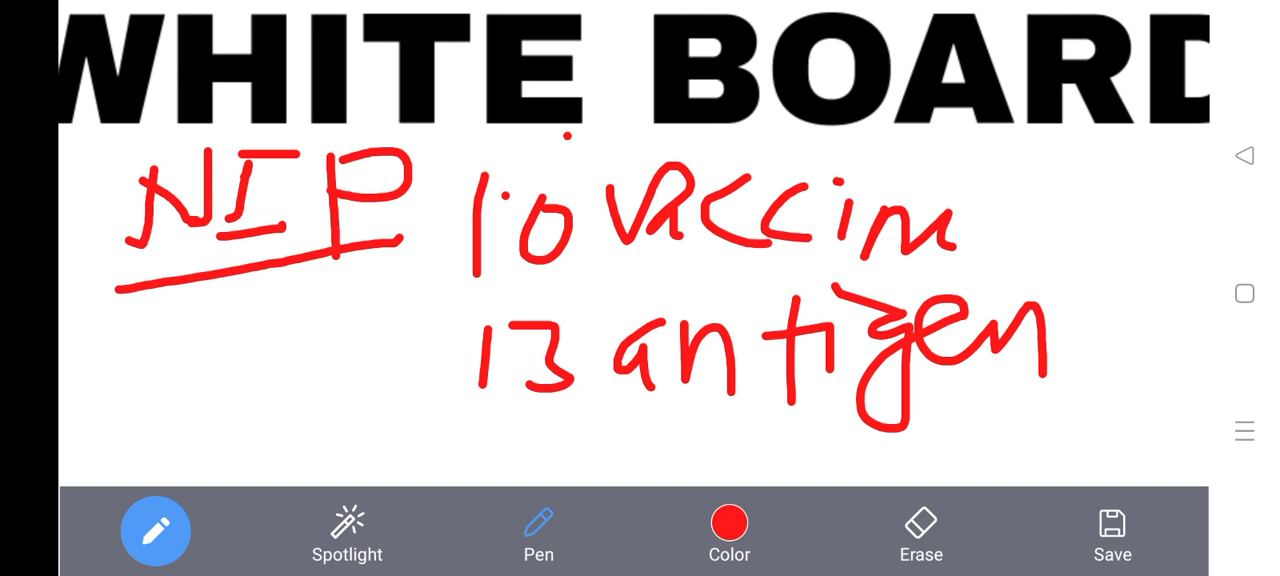 WHITE BOARD
NIP 10 vaccine
13 antigen
Spotlight Pen Color Erase Save